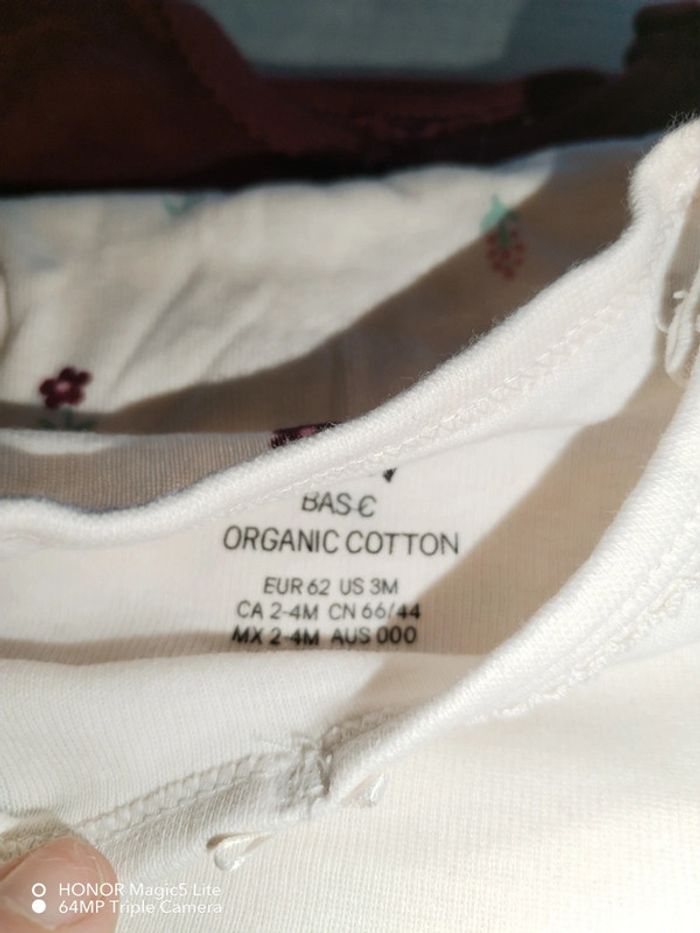 BASIC
ORGANIC COTTON
EUR 62 US 3M
CA 2-4M CN 66/44
MX 2-4M AUS 000
HONOR Magic5 Lite
64MP Triple Camera